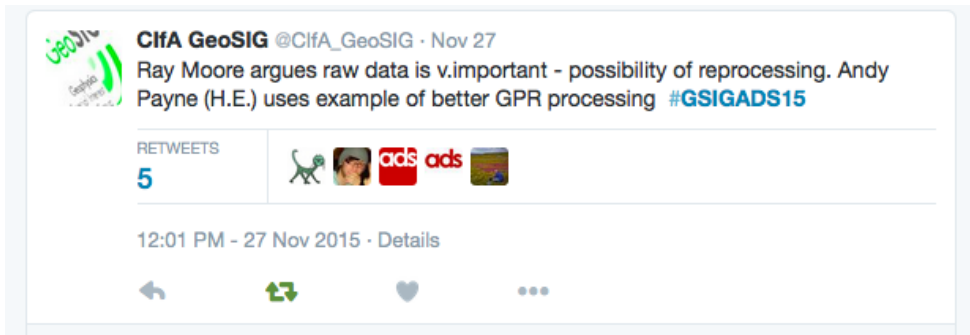 CIfA GeoSIG @CIfA_GeoSIG · Nov 27
Ray Moore argues raw data is v.important - possibility of reprocessing. Andy
Payne (H.E.) uses example of better GPR processing #GSIGADS15
RETWEETS
5
ads
ads
12:01 PM - 27 Nov 2015 · Details